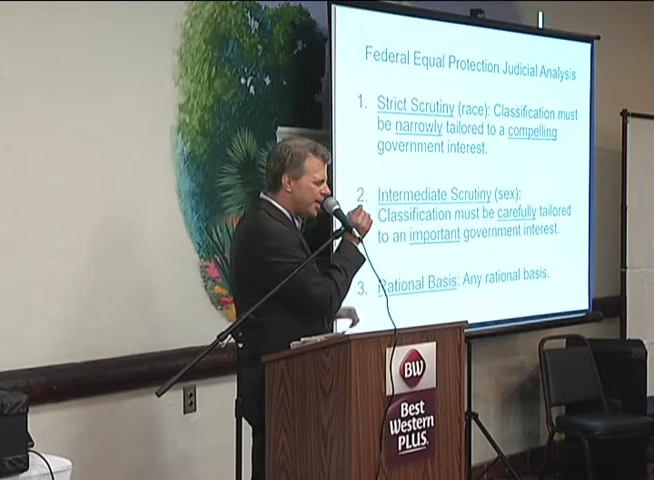 Federal Equal Protection Judicial Analysis
1. Strict Scrutiny (race): Classification must
be narrowly tailored to a compelling
government interest.
2. Intermediate Scrutiny (sex):
Classification must be carefully tailored
to an important government interest.
3. Rational Basis: Any rational basis.
BW
Best
Western
PLUS.